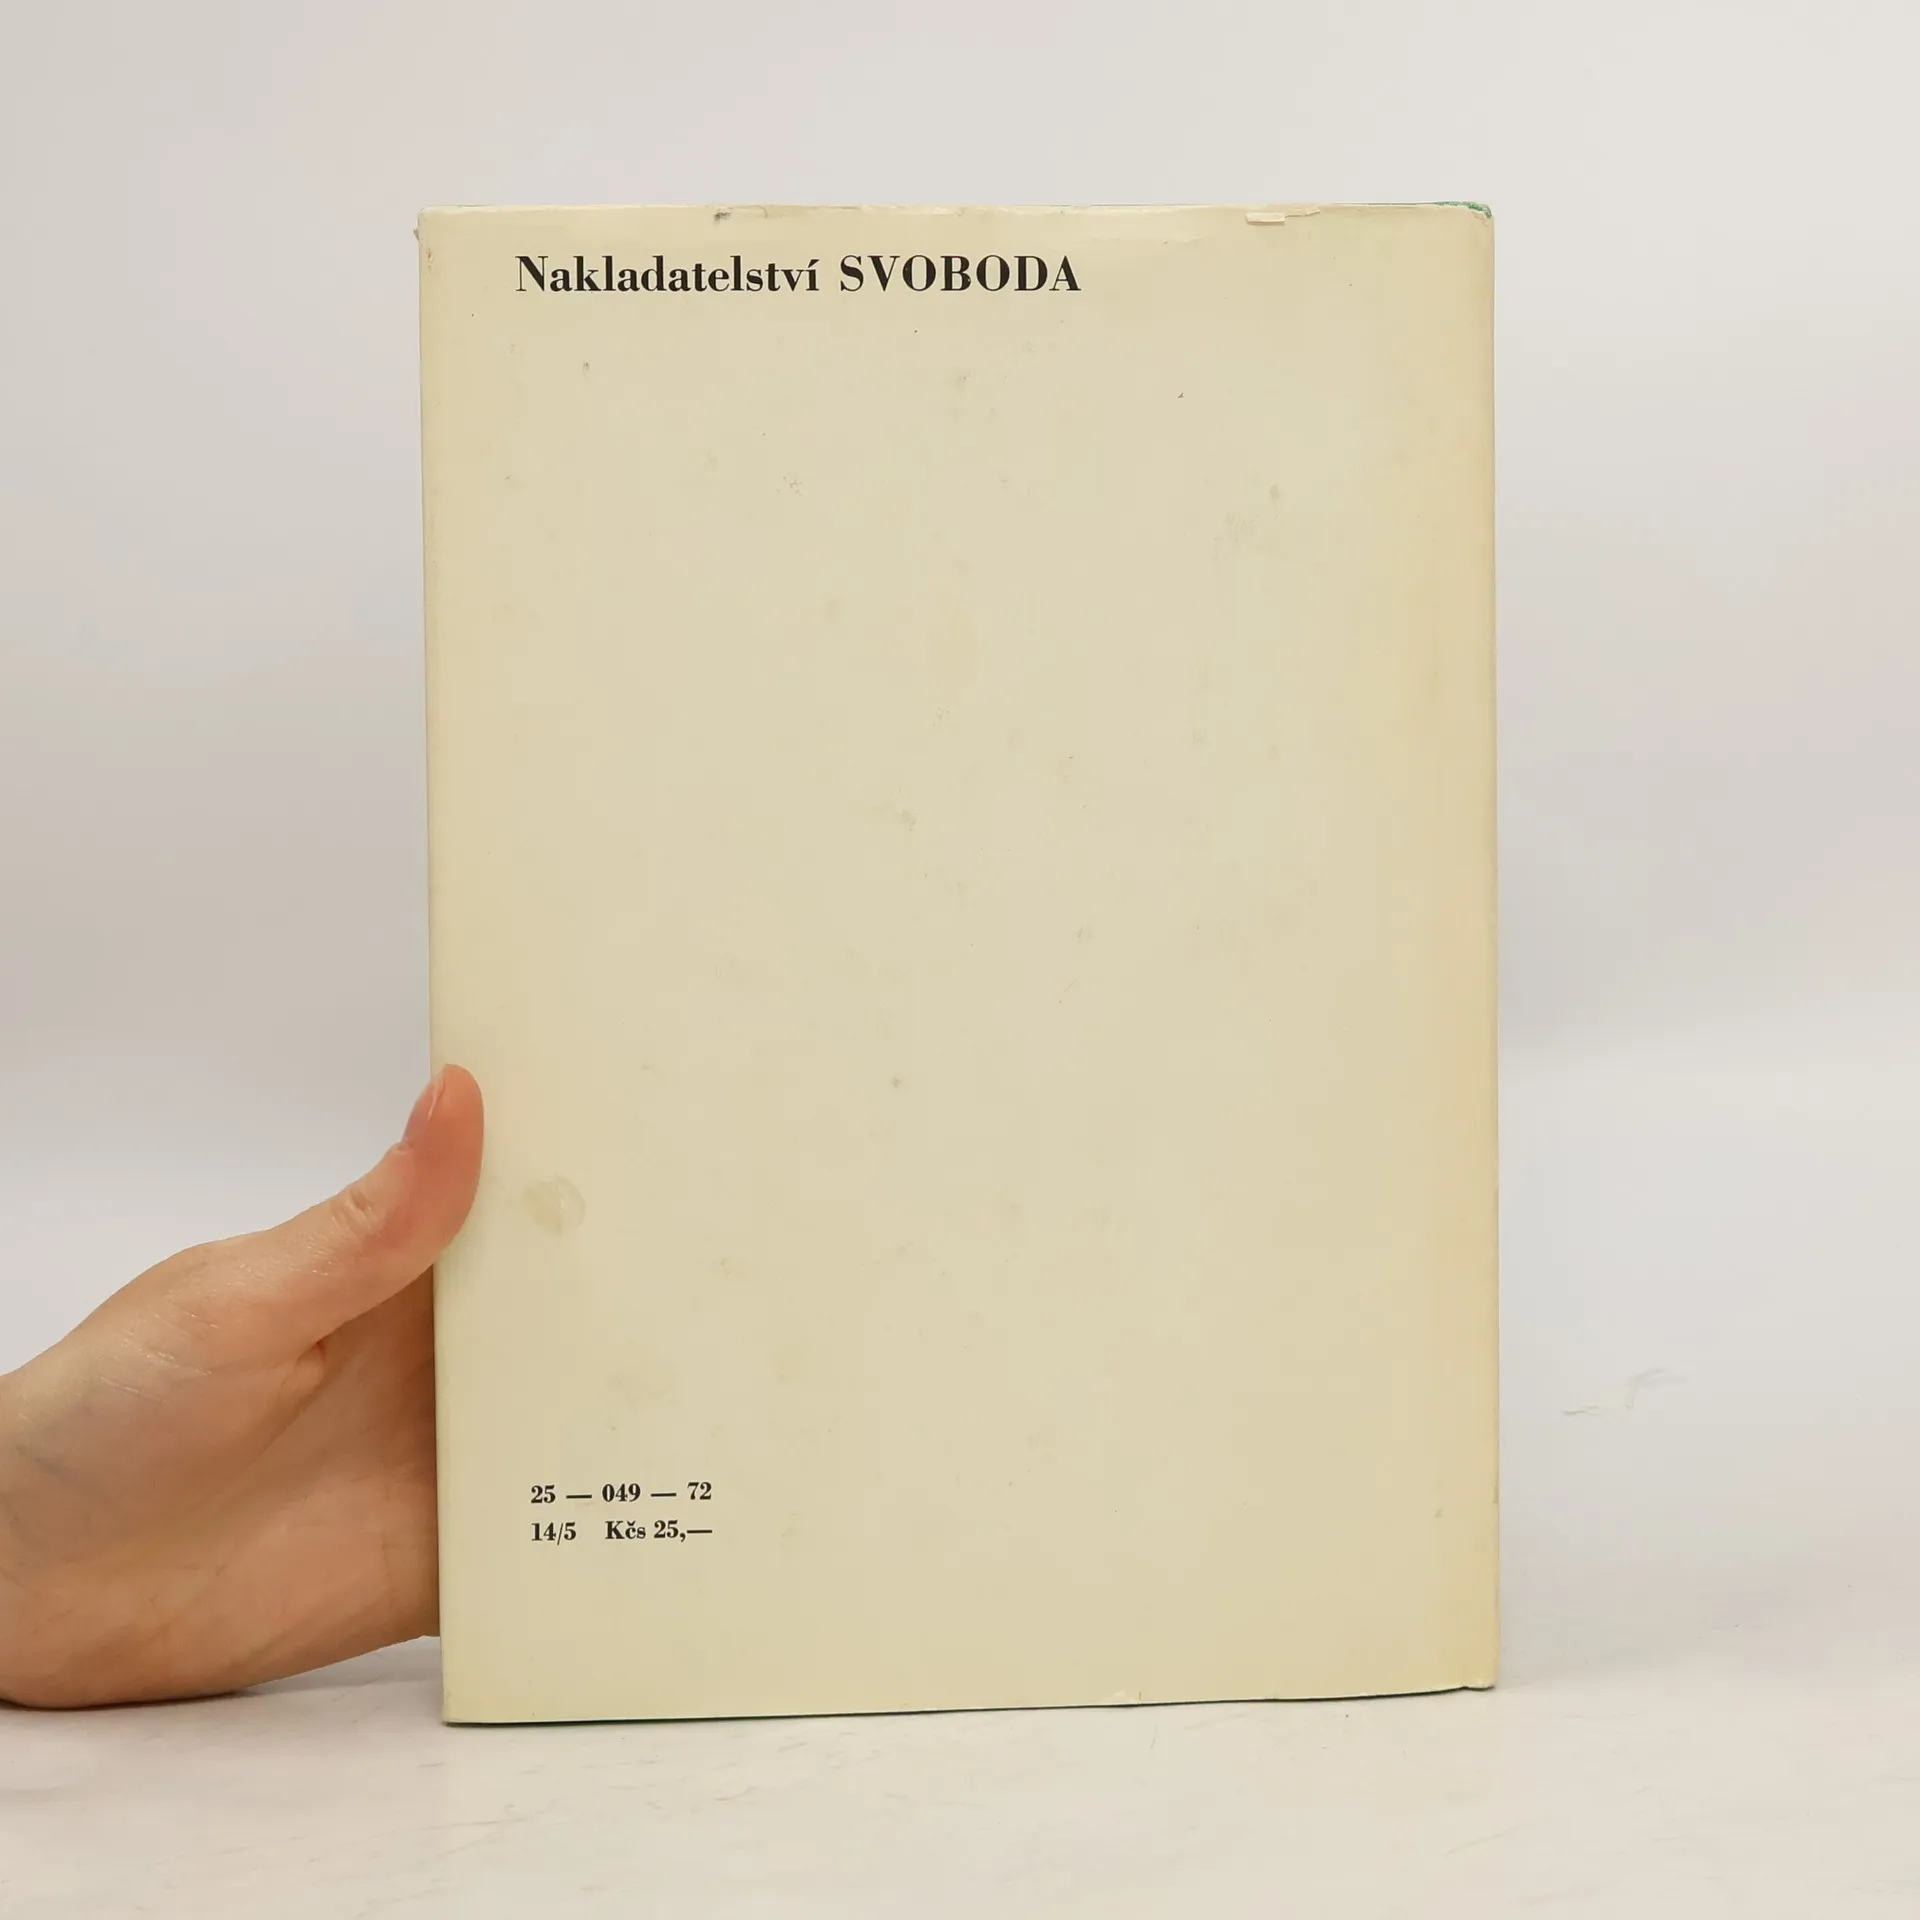 Nakladatelství SVOBODA
25 — 049 — 72
14/5 Kčs 25,—